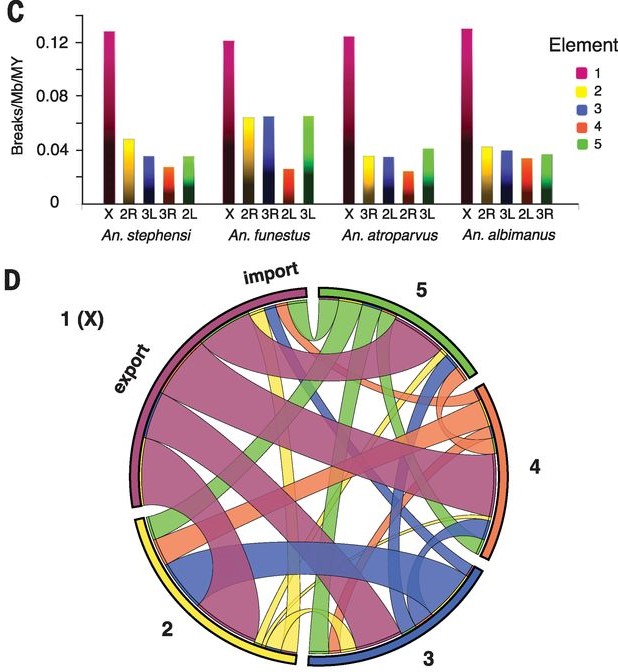 C
Breaks/Mb/MY
0.12
0.08
0.04
0
X 2R 3L 3R 2L
X 2R 3R 2L 3L
X 3R 2L 2R 3L
X 2R 3L 2L 3R
An. stephensi
An. funestus
An. atroparvus
An. albimanus
Element
1
2
3
4
5
D
1 (X)
import
export
5
4
3
2